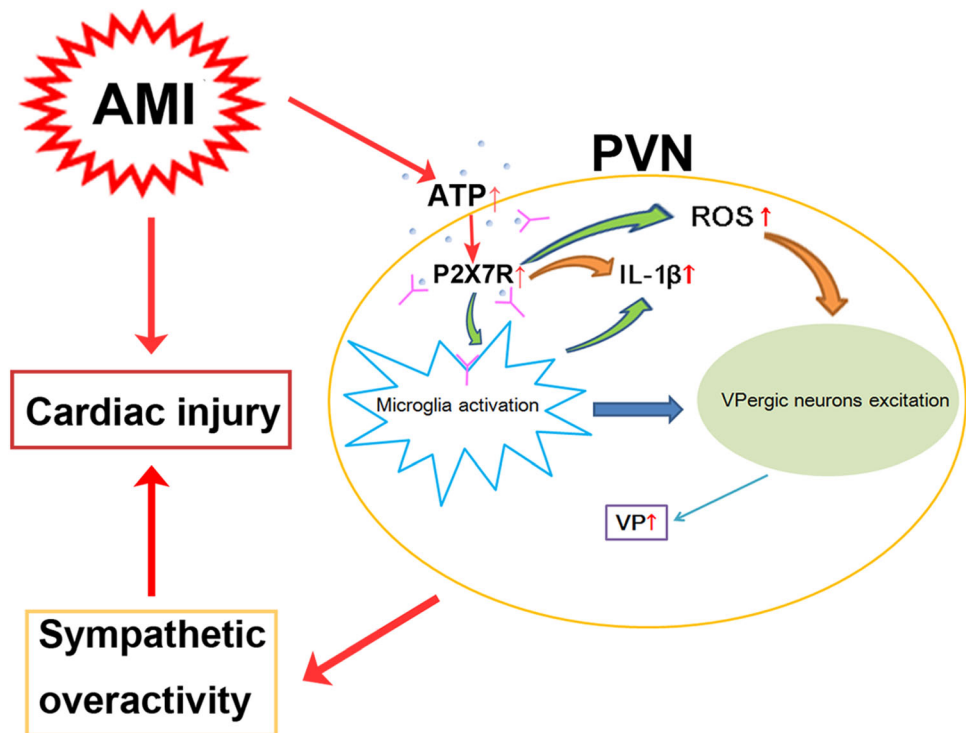 AMI
PVN
ATP↑
ROS↑
P2X7R↑
IL-1β↑
Microglia activation
VPergic neurons excitation
Cardiac injury
VP↑
Sympathetic
overactivity